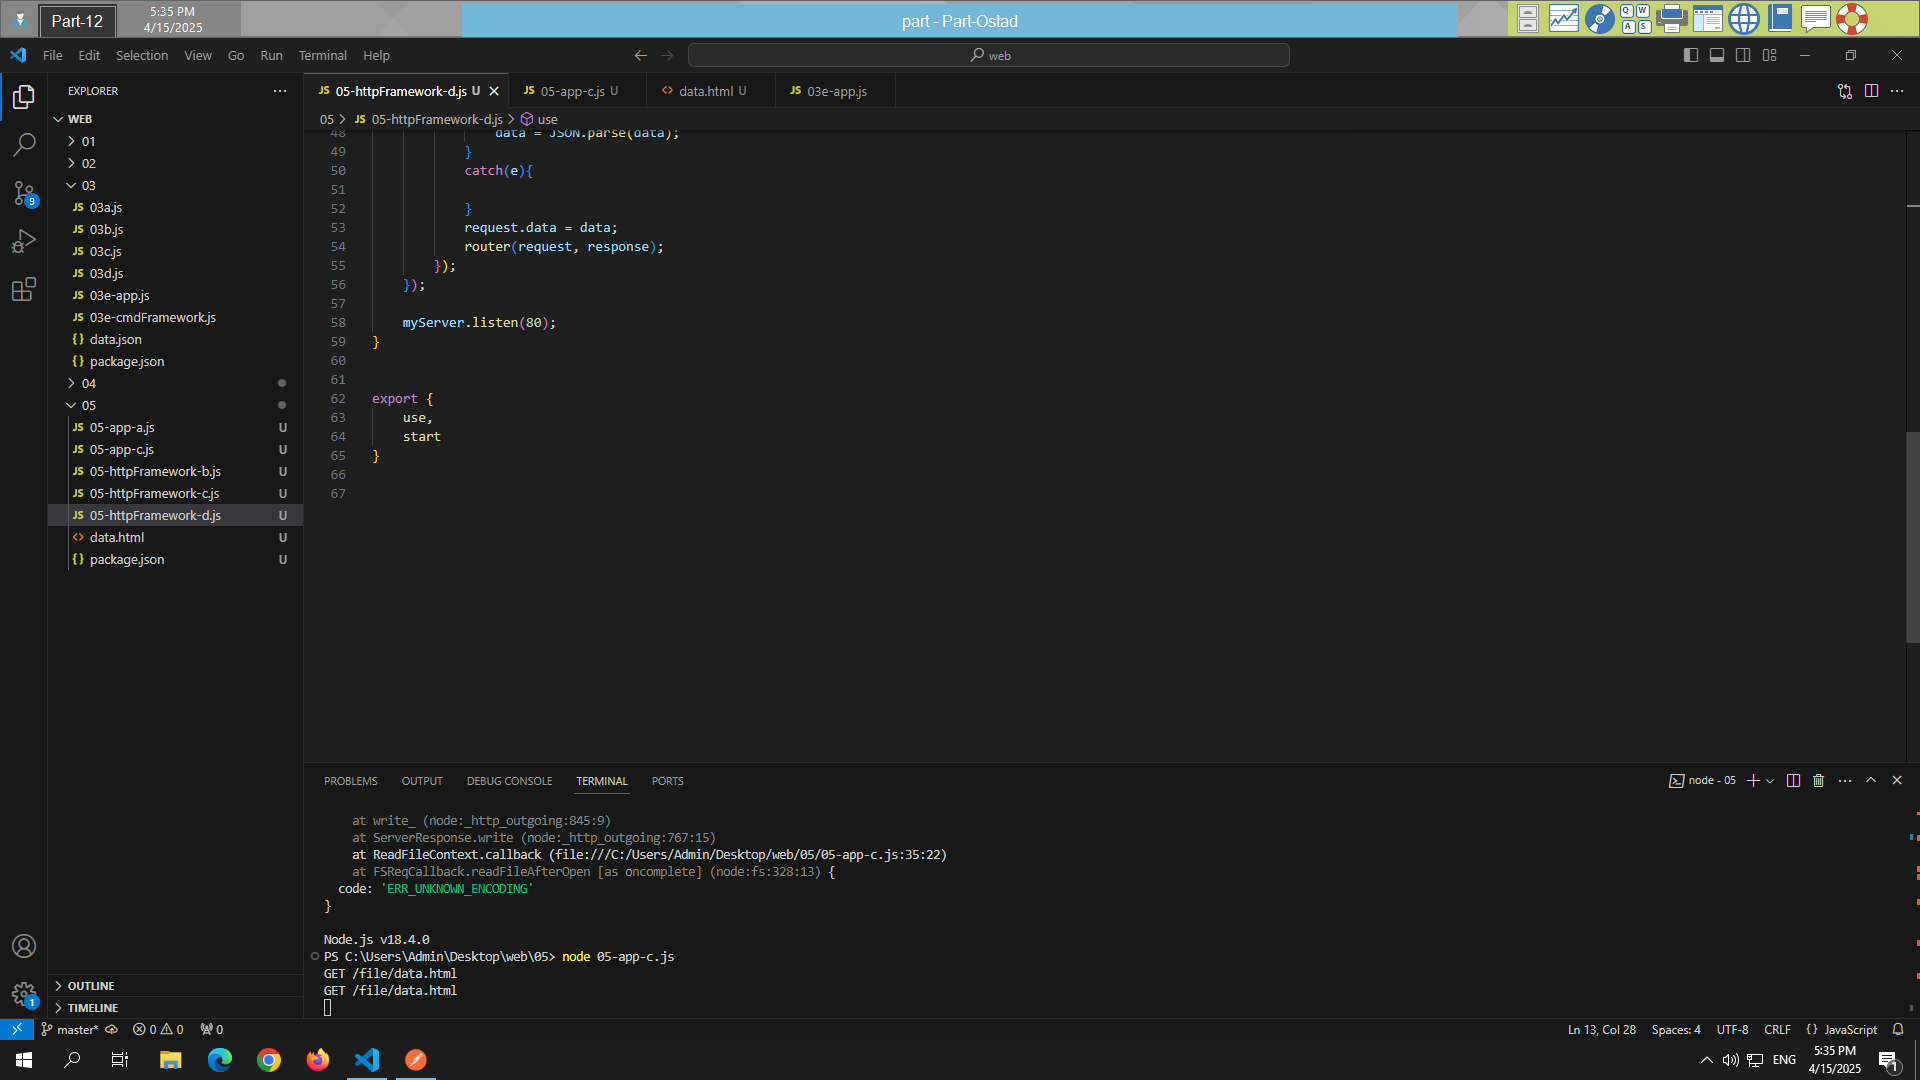 Part-12
5:35 PM
4/15/2025
part - Part-Ostad
Q W
A S
File Edit Selection View Go Run Terminal Help
web
EXPLORER
05-httpFramework-d.js U
05-app-c.js U
data.html U
03e-app.js
05 > 05-httpFramework-d.js > use
WEB
01
02
03
03a.js
03b.js
03c.js
03d.js
03e-app.js
03e-cmdFramework.js
data.json
package.json
04
05
05-app-a.js U
05-app-c.js U
05-httpFramework-b.js U
05-httpFramework-c.js U
05-httpFramework-d.js U
data.html U
package.json U
OUTLINE
TIMELINE
48 data = JSON.parse(data);
49 }
50 catch(e){
51
52 }
53 request.data = data;
54 router(request, response);
55 });
56 });
57
58 myServer.listen(80);
59 }
60
61
62 export {
63 use,
64 start
65 }
66
67
PROBLEMS OUTPUT DEBUG CONSOLE TERMINAL PORTS
node - 05
at write_ (node:_http_outgoing:845:9)
at ServerResponse.write (node:_http_outgoing:767:15)
at ReadFileContext.callback (file:///C:/Users/Admin/Desktop/web/05/05-app-c.js:35:22)
at FSReqCallback.readFileAfterOpen [as oncomplete] (node:fs:328:13) {
code: 'ERR_UNKNOWN_ENCODING'
}
Node.js v18.4.0
PS C:\Users\Admin\Desktop\web\05> node 05-app-c.js
GET /file/data.html
GET /file/data.html
9
1
master* 0 0 0
Ln 13, Col 28 Spaces: 4 UTF-8 CRLF {} JavaScript
ENG
5:35 PM
4/15/2025
1